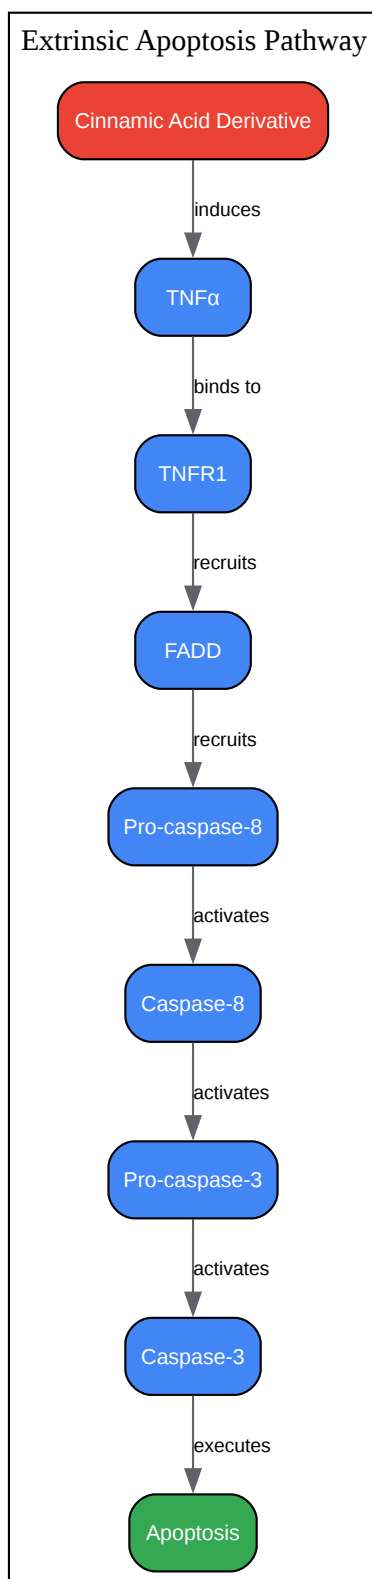 Extrinsic Apoptosis Pathway
Cinnamic Acid Derivative
induces
TNFα
binds to
TNFR1
recruits
FADD
recruits
Pro-caspase-8
activates
Caspase-8
activates
Pro-caspase-3
activates
Caspase-3
executes
Apoptosis